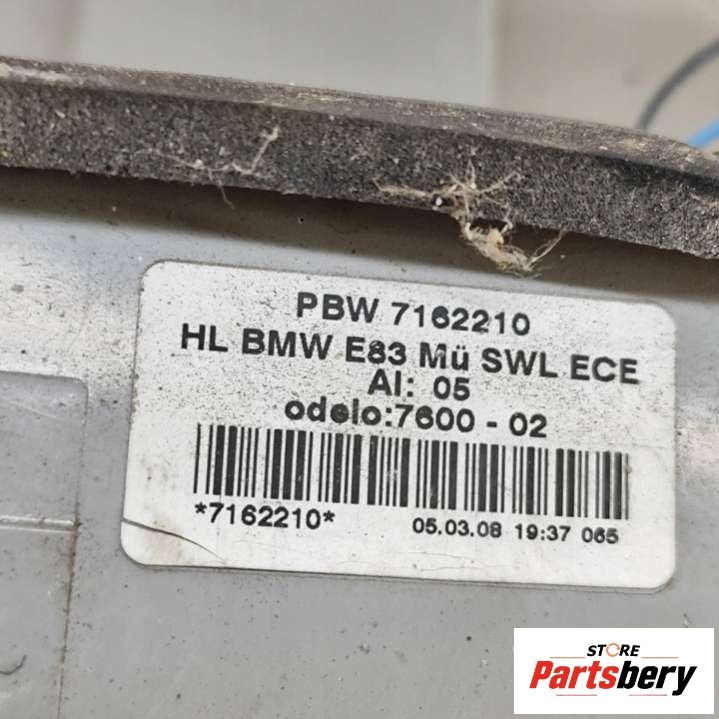 PBW 7162210
HL BMW E83 Mü SWL ECE
AI: 05
odelo:7600 - 02
*7162210* 05.03.08 19:37 065
STORE
Partsbery